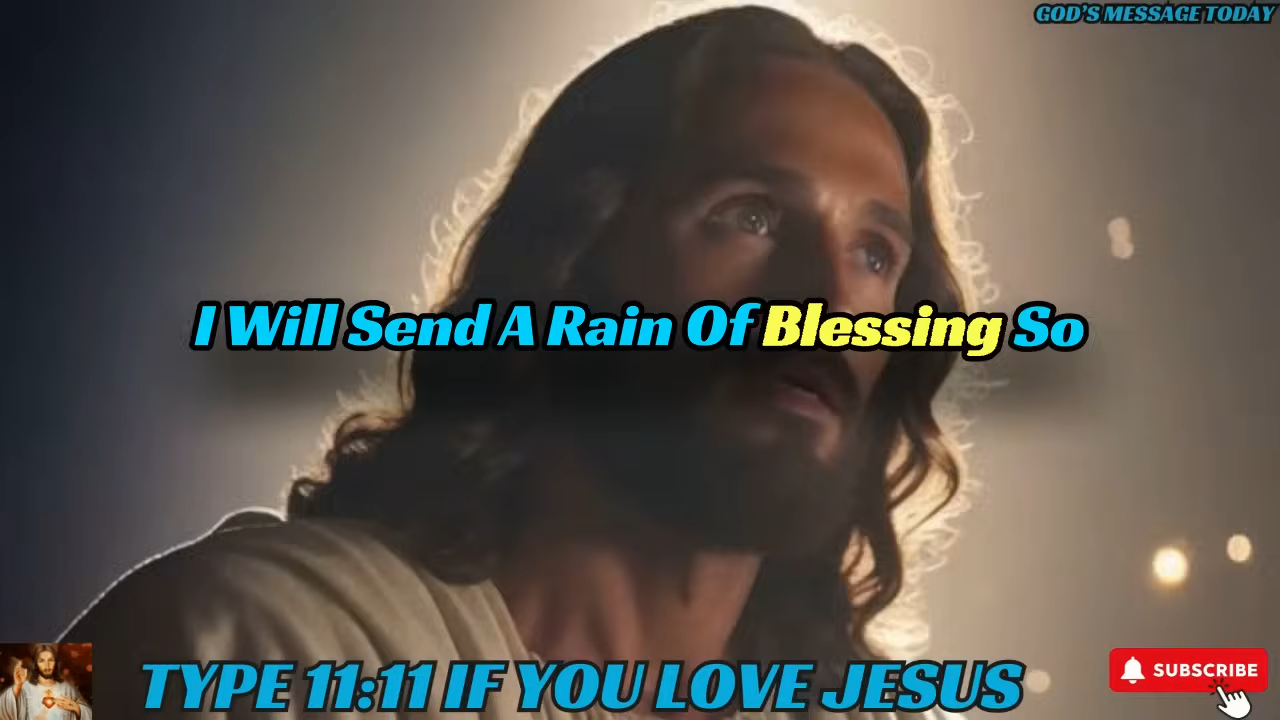 GOD'S MESSAGE TODAY
I Will Send A Rain Of Blessing So
TYPE 11:11 IF YOU LOVE JESUS
SUBSCRIBE